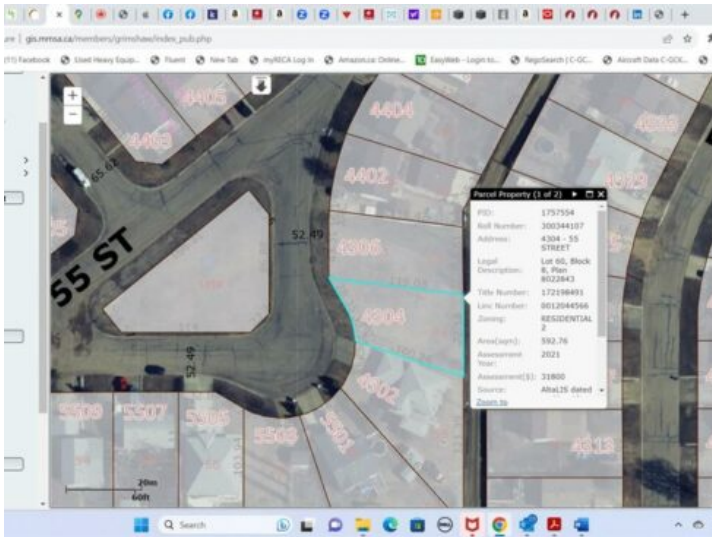 gis.mmsa.ca/members/grimshaw/index_pub.php
(11) Facebook Used Heavy Equip... Fluent New Tab myRECA Log In Amazon.ca: Online... EasyWeb - Login to... RegoSearch | C-GC... Aircraft Data C-GCK...
+
−
4405
4403
4404
4402
4306
4304
4302
65.62
52.49
55 ST
52.49
5509
5507
5505
5503
5501
4313
Parcel Property (1 of 2)
PID: 1757554
Roll Number: 300344107
Address: 4304 - 55 STREET
Legal Description: Lot 60, Block 8, Plan 8022843
Title Number: 172198491
Linc Number: 0012044566
Zoning: RESIDENTIAL 2
Area(sqm): 592.76
Assessment Year: 2021
Assessment($): 31800
Source: AltaLIS dated
Zoom to
20m
60ft
Search